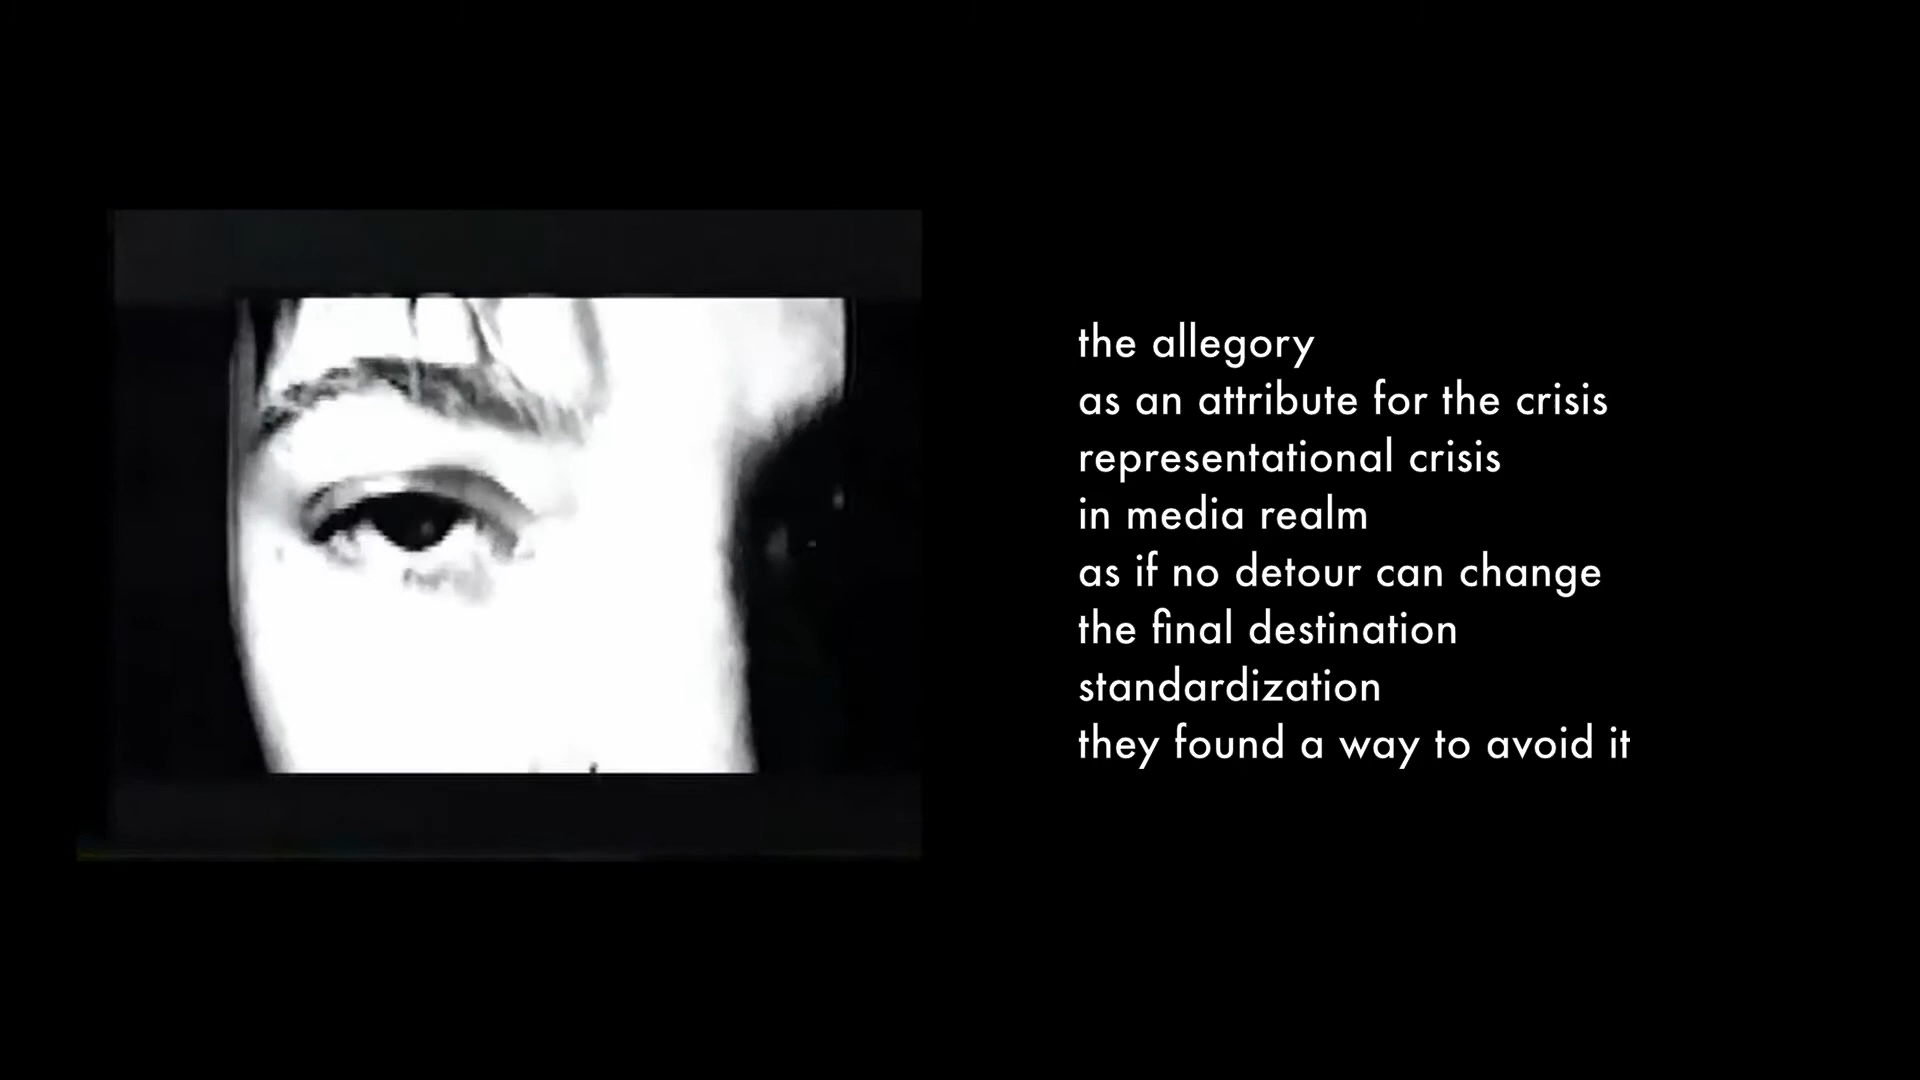 the allegory
as an attribute for the crisis
representational crisis
in media realm
as if no detour can change
the final destination
standardization
they found a way to avoid it